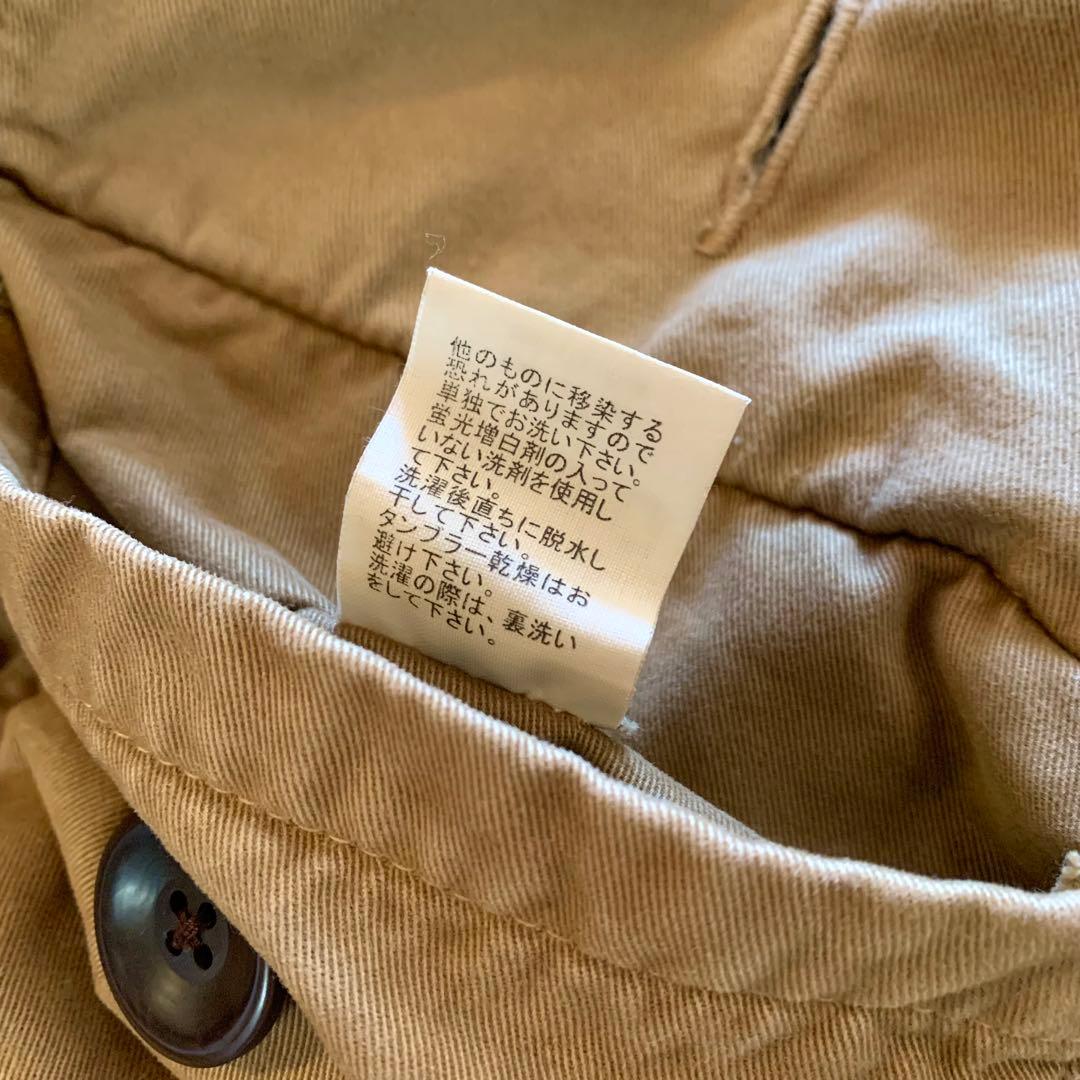 他のものに移染する
恐れがありますので
単独でお洗い下さい。
蛍光増白剤の入って
いない洗剤を使用し
て下さい。
洗濯後直ちに脱水し
干して下さい。
タンブラー乾燥はお
避け下さい。
洗濯の際は、裏洗い
をして下さい。